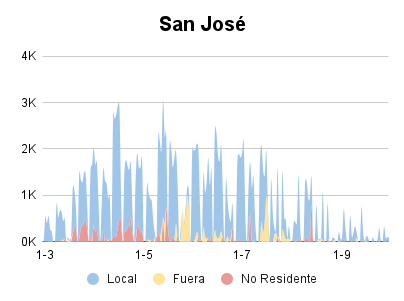 San José
4K
3K
2K
1K
0K
1-3 1-5 1-7 1-9
Local Fuera No Residente